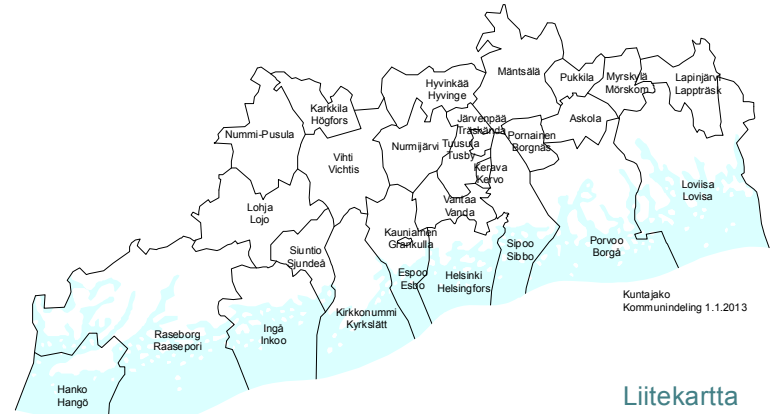 Mäntsälä
Hyvinkää
Hyvinge
Pukkila
Myrskylä
Mörskom
Lapinjärvi
Lappträsk
Karkkila
Högfors
Nummi-Pusula
Järvenpää
Träskända
Askola
Pornainen
Borgnäs
Nurmijärvi
Tuusula
Tusby
Vihti
Vichtis
Kerava
Kervo
Loviisa
Lovisa
Vantaa
Vanda
Lohja
Lojo
Kauniainen
Grankulla
Sipoo
Sibbo
Porvoo
Borgå
Siuntio
Sjundeå
Espoo
Esbo
Helsinki
Helsingfors
Kuntajako
Kommunindeling 1.1.2013
Kirkkonummi
Kyrkslätt
Ingå
Inkoo
Raseborg
Raasepori
Hanko
Hangö
Liitekartta